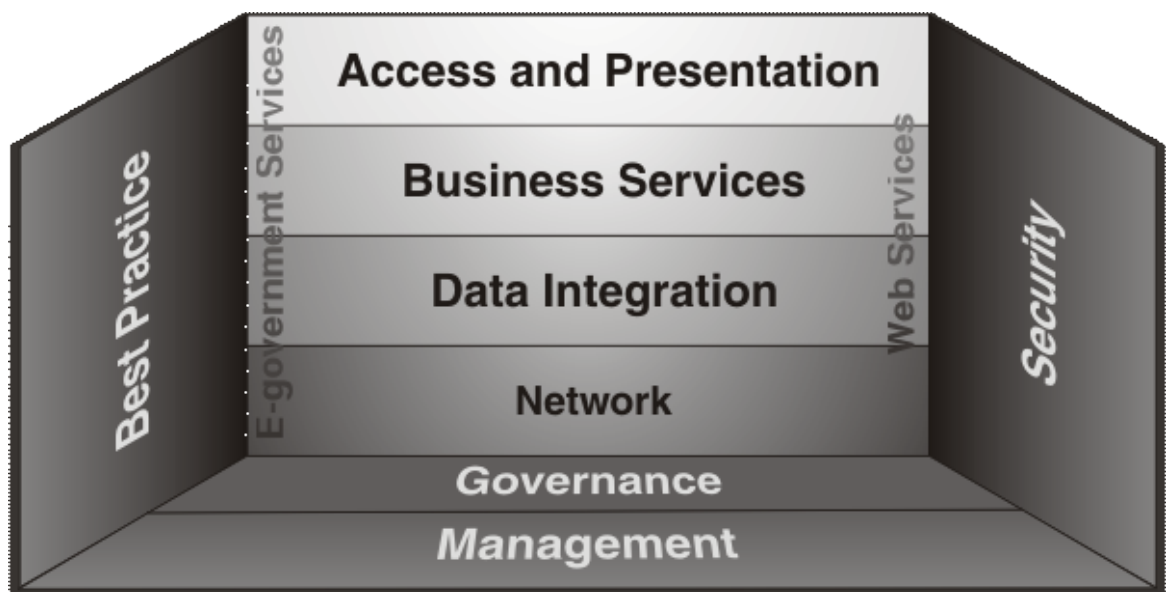 Access and Presentation
Business Services
Data Integration
Network
E-government Services
Web Services
Best Practice
Security
Governance
Management